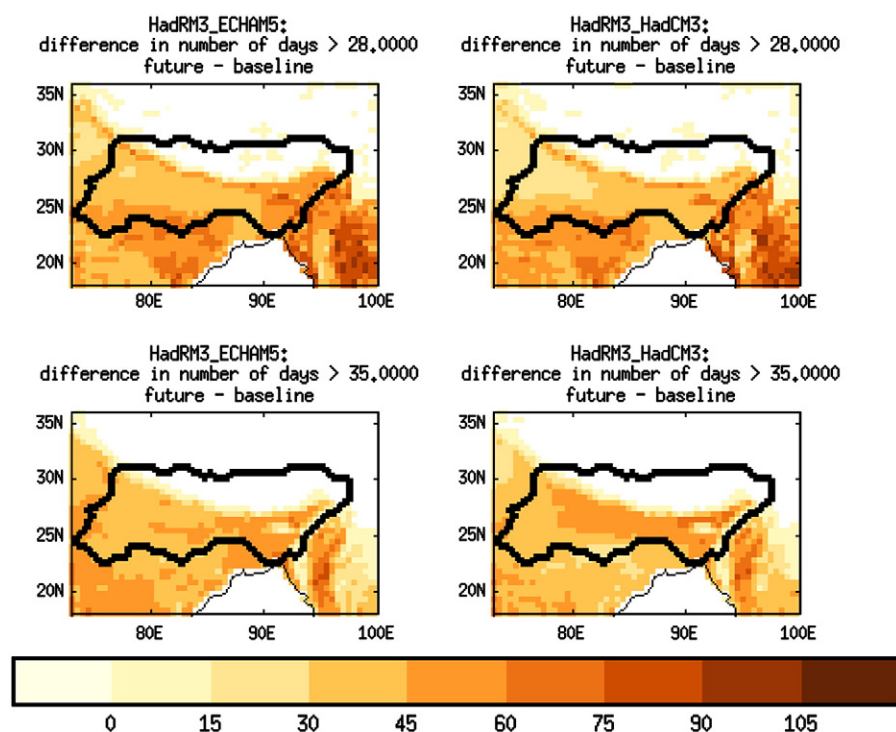 HadRM3_ECHAM5:
difference in number of days > 28.0000
future - baseline
35N
30N
25N
20N
80E 90E 100E
HadRM3_HadCM3:
difference in number of days > 28.0000
future - baseline
35N
30N
25N
20N
80E 90E 100E
HadRM3_ECHAM5:
difference in number of days > 35.0000
future - baseline
35N
30N
25N
20N
80E 90E 100E
HadRM3_HadCM3:
difference in number of days > 35.0000
future - baseline
35N
30N
25N
20N
80E 90E 100E
0 15 30 45 60 75 90 105